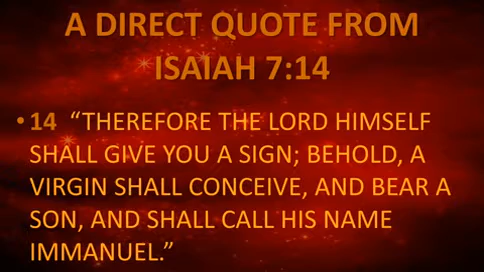 A DIRECT QUOTE FROM
ISAIAH 7:14
• 14 “THEREFORE THE LORD HIMSELF
SHALL GIVE YOU A SIGN; BEHOLD, A
VIRGIN SHALL CONCEIVE, AND BEAR A
SON, AND SHALL CALL HIS NAME
IMMANUEL.”